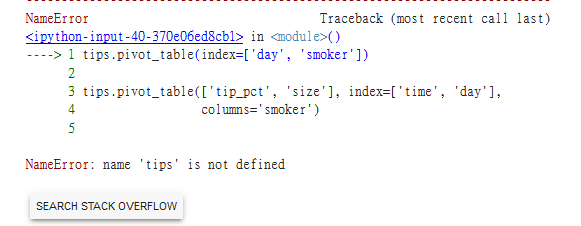 NameError Traceback (most recent call last)
<ipython-input-40-370e06ed8cb1> in <module>()
----> 1 tips.pivot_table(index=['day', 'smoker'])
2
3 tips.pivot_table(['tip_pct', 'size'], index=['time', 'day'],
4 columns='smoker')
5
NameError: name 'tips' is not defined
SEARCH STACK OVERFLOW